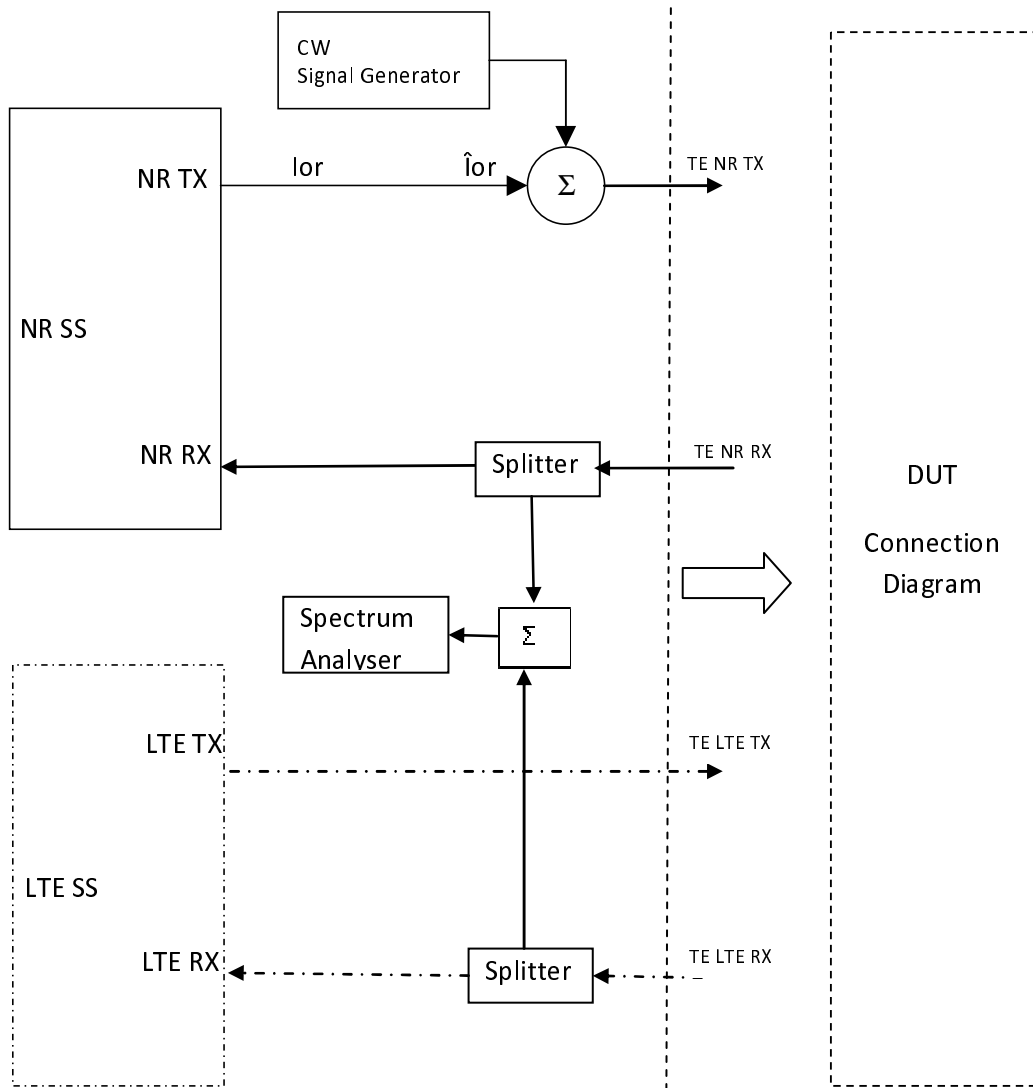 CW
Signal Generator
NR TX
Ior
Îor
Σ
TE NR TX
NR SS
NR RX
Splitter
TE NR RX
DUT
Connection
Diagram
Spectrum
Analyser
Σ
LTE TX
TE LTE TX
LTE SS
LTE RX
Splitter
TE LTE RX